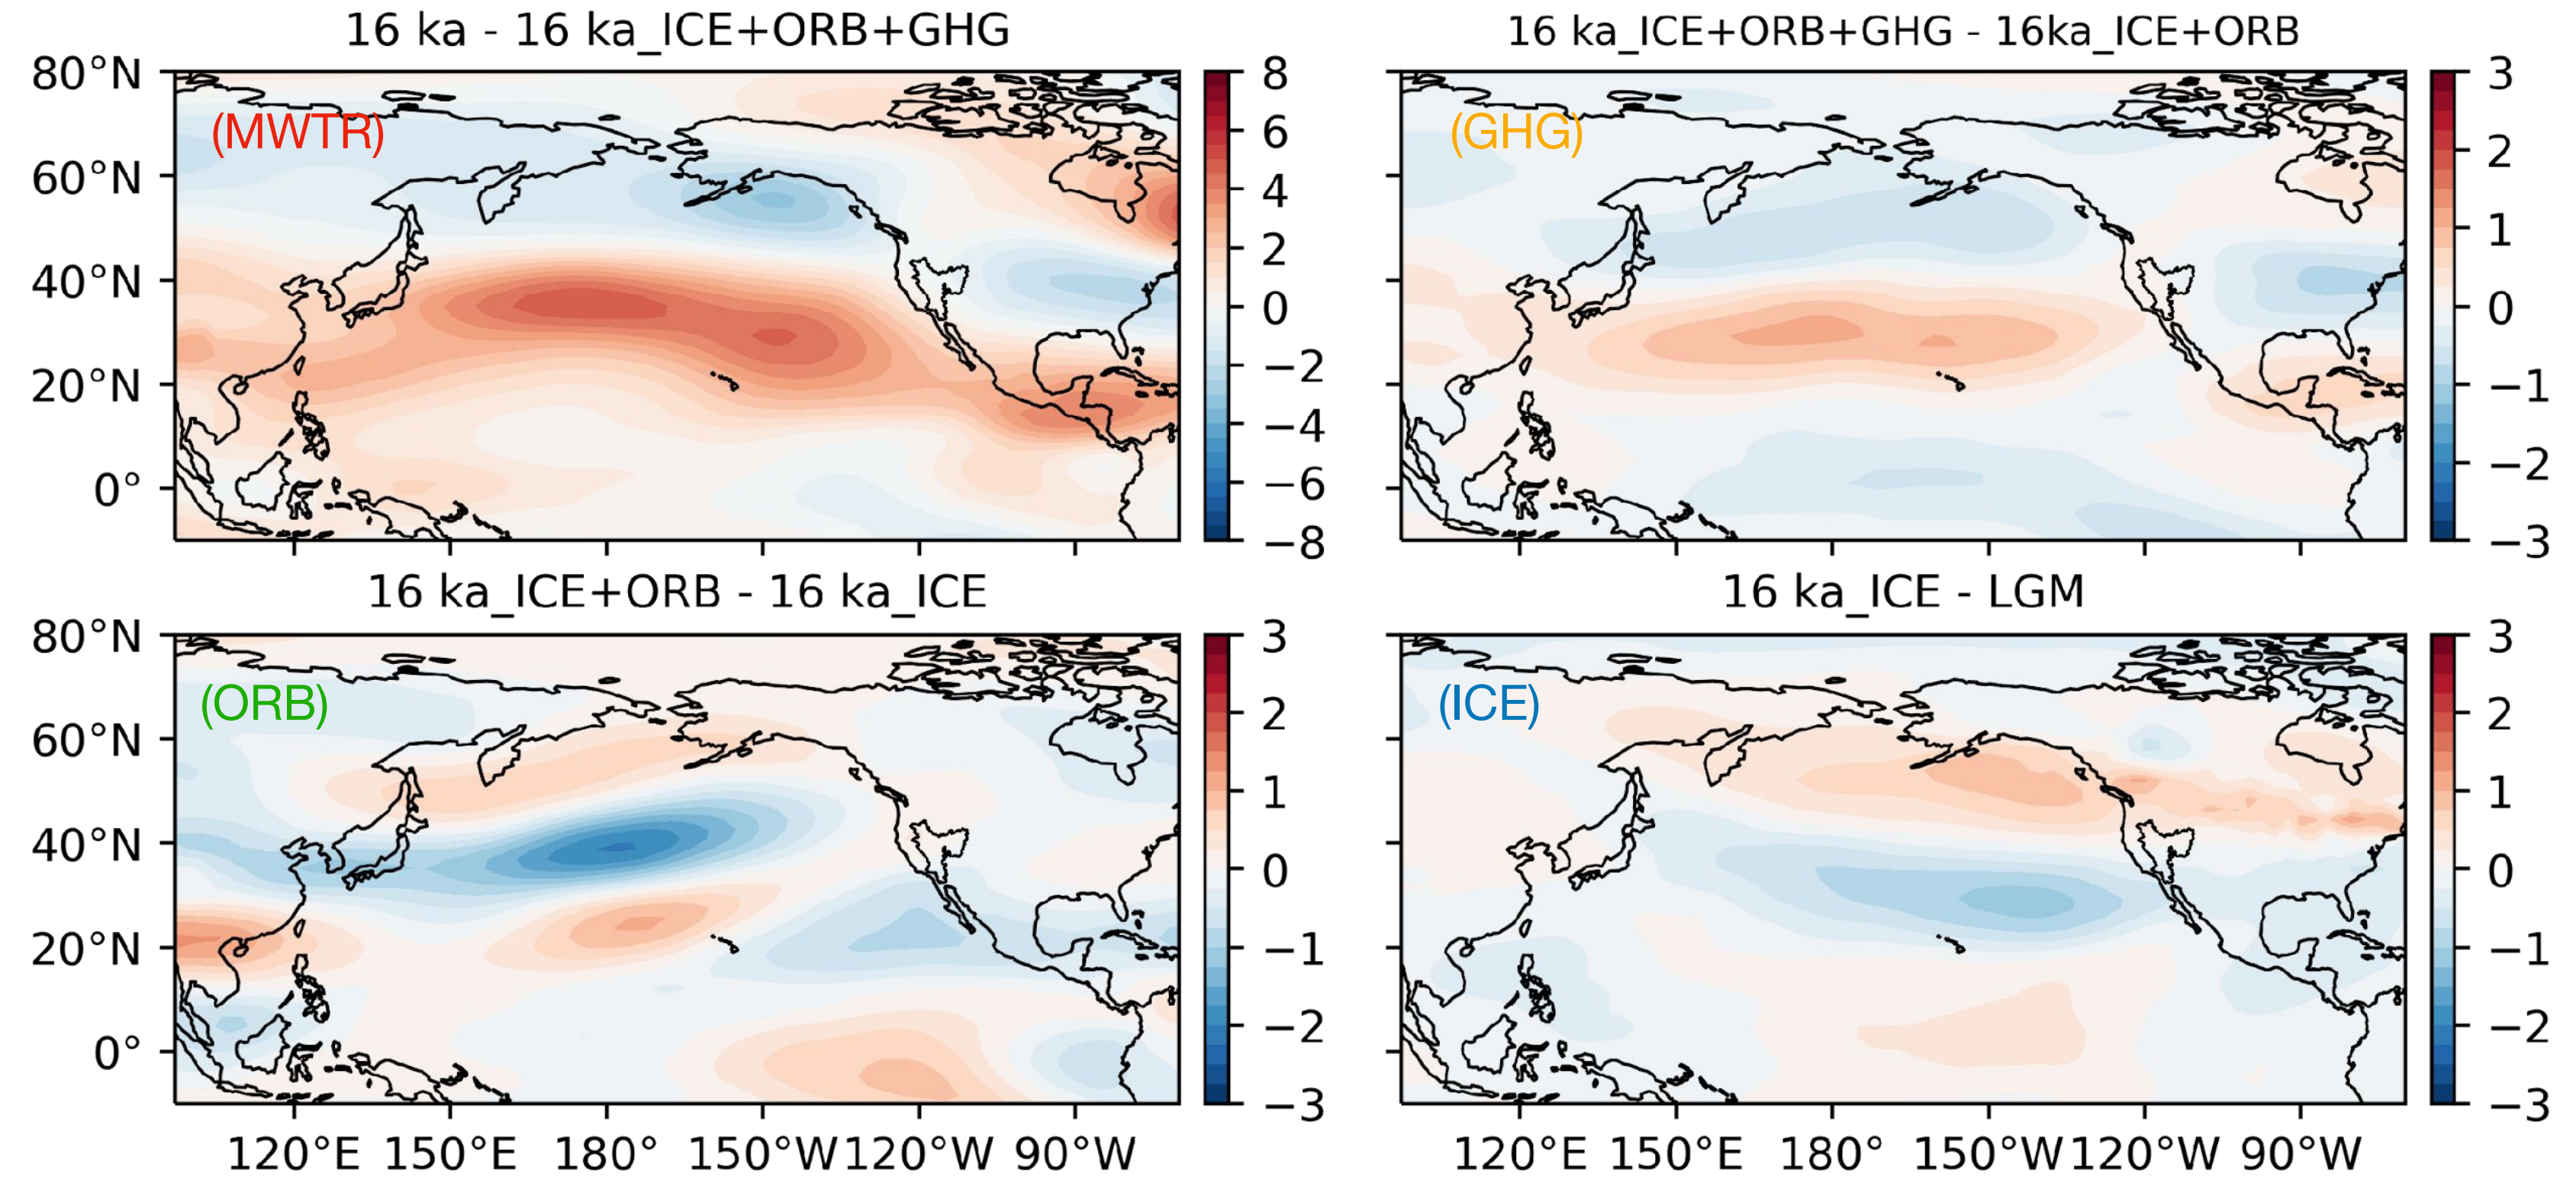 16 ka - 16 ka_ICE+ORB+GHG
16 ka_ICE+ORB+GHG - 16ka_ICE+ORB
80°N
60°N
40°N
20°N
0°
(MWTR)
8
6
4
2
0
−2
−4
−6
−8
(GHG)
3
2
1
0
−1
−2
−3
16 ka_ICE+ORB - 16 ka_ICE
16 ka_ICE - LGM
80°N
60°N
40°N
20°N
0°
(ORB)
3
2
1
0
−1
−2
−3
(ICE)
3
2
1
0
−1
−2
−3
120°E 150°E 180° 150°W 120°W 90°W
120°E 150°E 180° 150°W 120°W 90°W